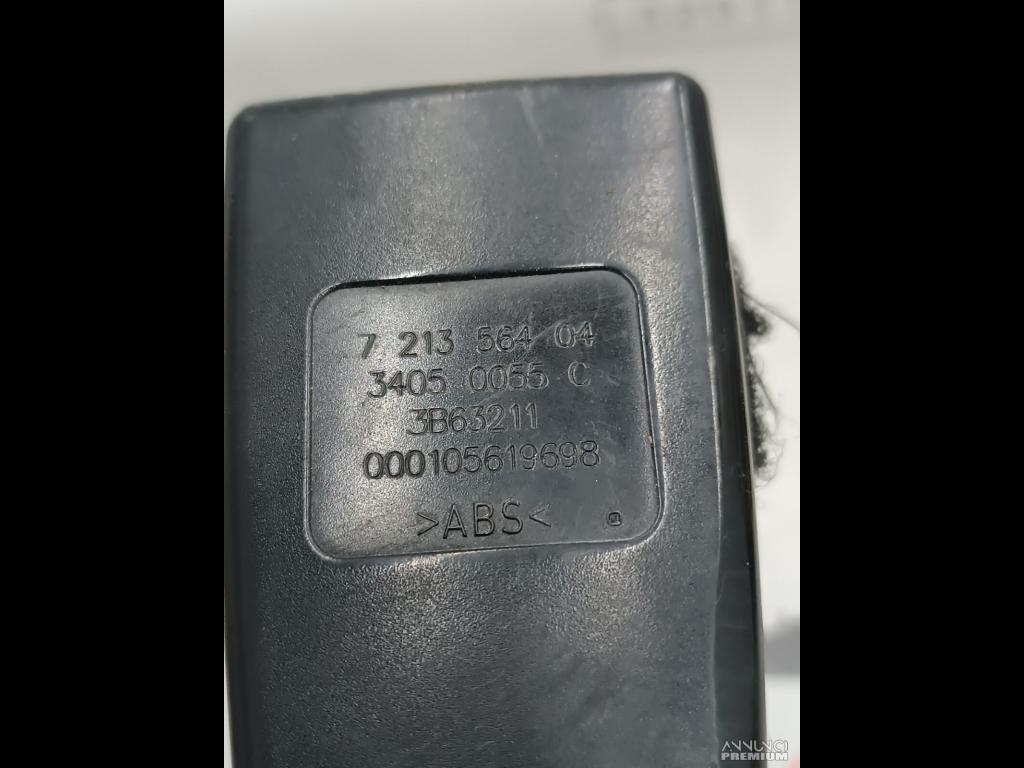 7 213 564 04
3405 0055 C
3B63211
000105619698
>ABS<
ANNUNCI
PREMIUM